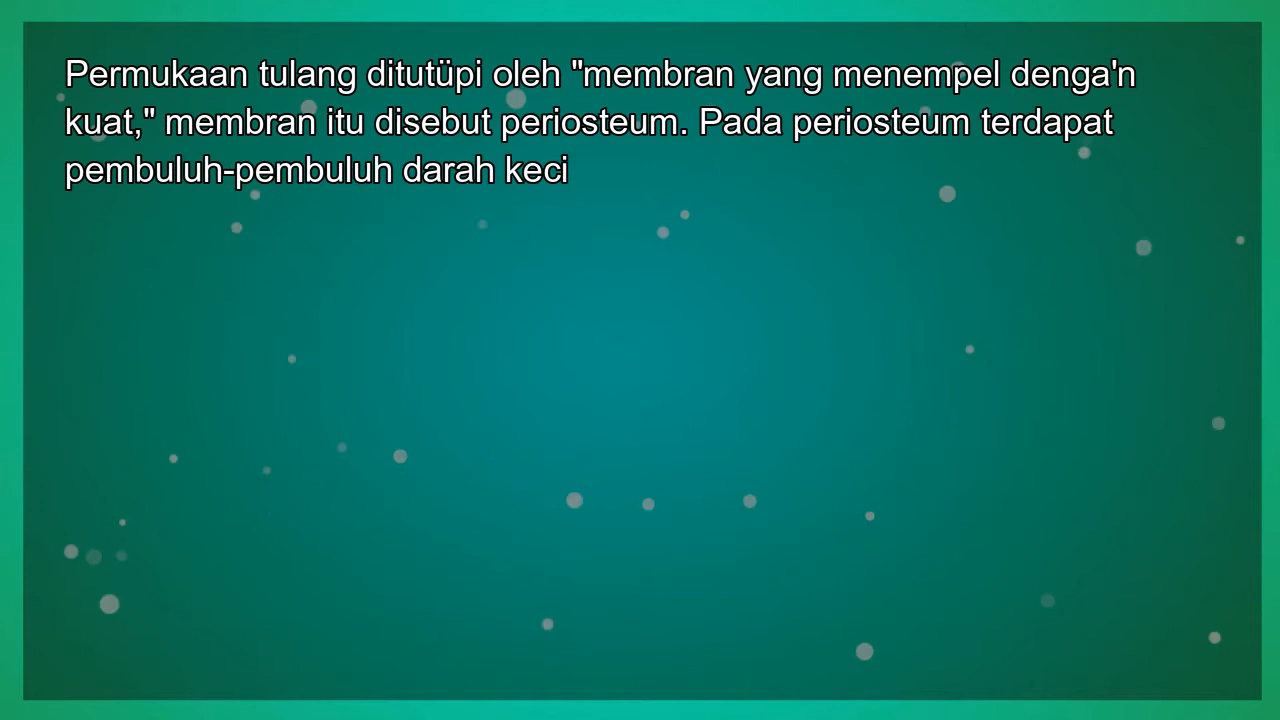 Permukaan tulang ditutüpi oleh "membran yang menempel denga'n
kuat," membran itu disebut periosteum. Pada periosteum terdapat
pembuluh-pembuluh darah keci